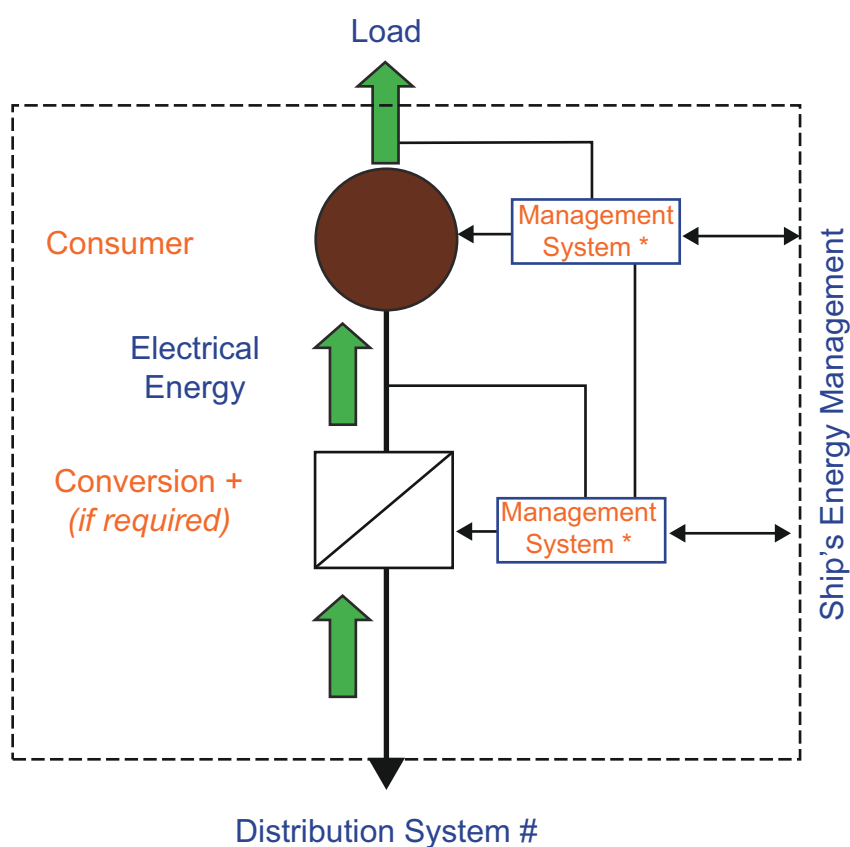 Load
Consumer
Management
System *
Electrical
Energy
Conversion +
(if required)
Management
System *
Ship's Energy Management
Distribution System #